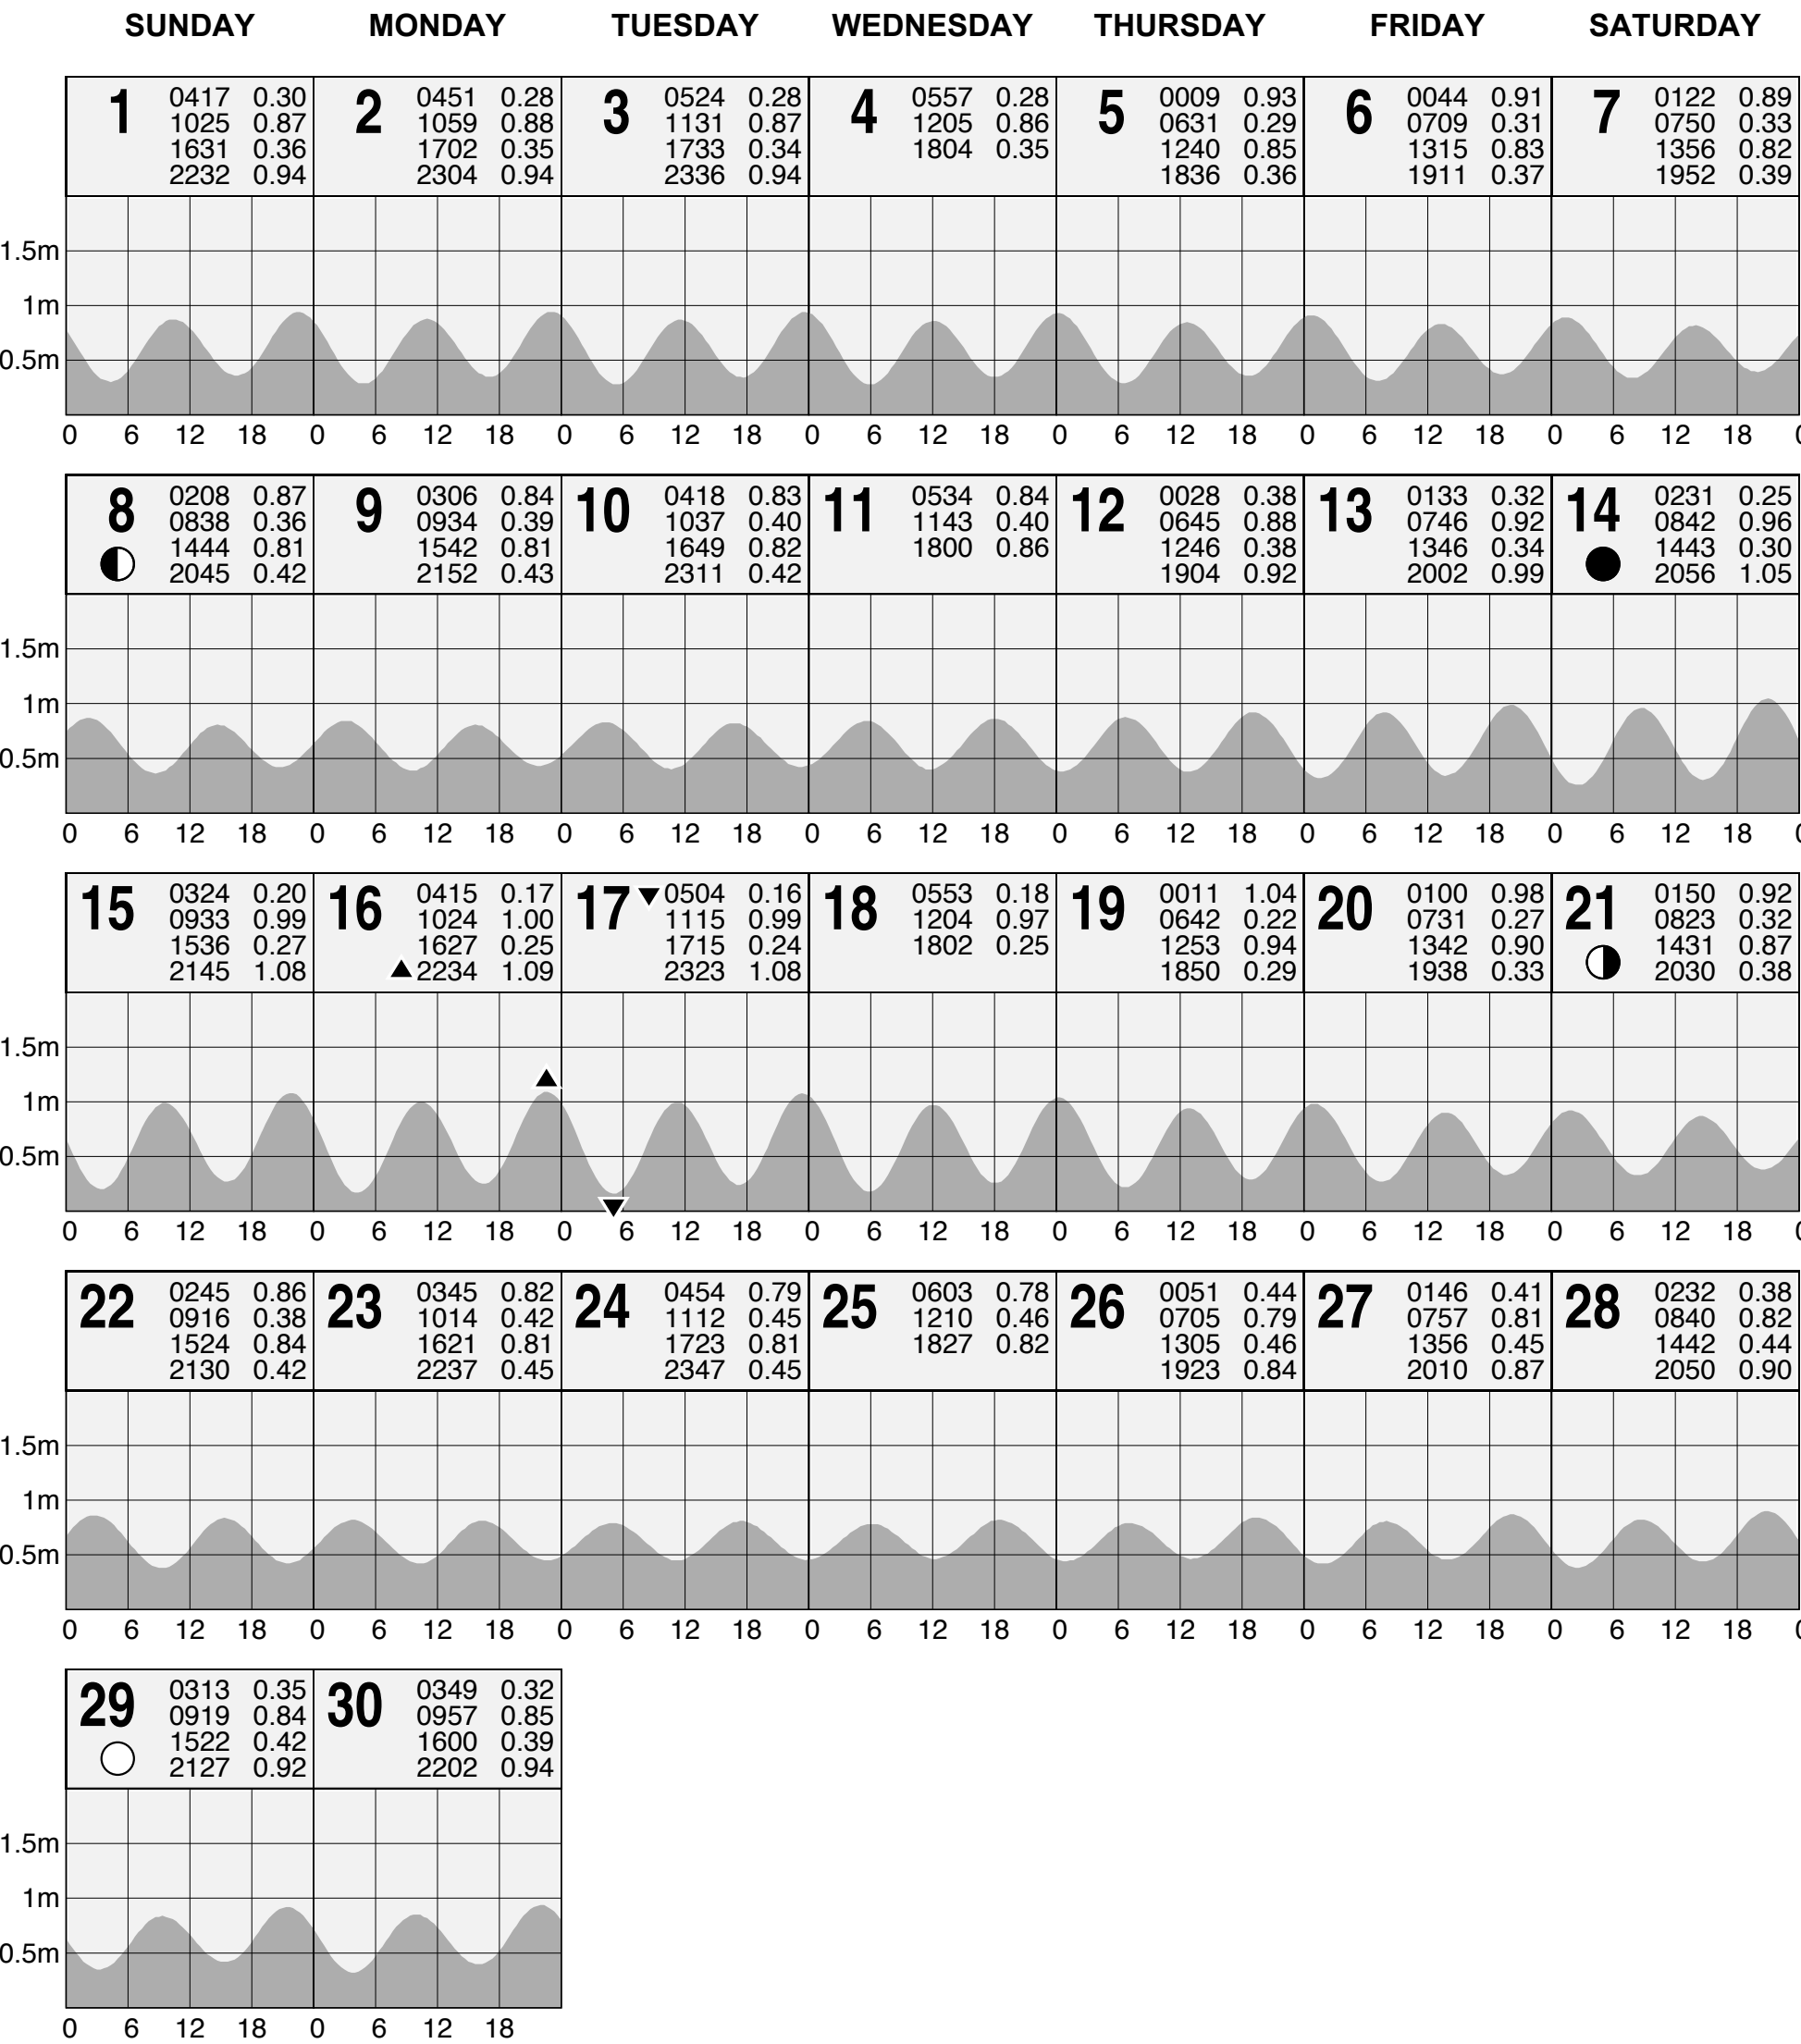 SUNDAY MONDAY TUESDAY WEDNESDAY THURSDAY FRIDAY SATURDAY
1 0417 0.30
1025 0.87
1631 0.36
2232 0.94
2 0451 0.28
1059 0.88
1702 0.35
2304 0.94
3 0524 0.28
1131 0.87
1733 0.34
2336 0.94
4 0557 0.28
1205 0.86
1804 0.35
5 0009 0.93
0631 0.29
1240 0.85
1836 0.36
6 0044 0.91
0709 0.31
1315 0.83
1911 0.37
7 0122 0.89
0750 0.33
1356 0.82
1952 0.39
1.5m
1m
0.5m
0 6 12 18 0 6 12 18 0 6 12 18 0 6 12 18 0 6 12 18 0 6 12 18 0 6 12 18 0
8 0208 0.87
0838 0.36
1444 0.81
2045 0.42
9 0306 0.84
0934 0.39
1542 0.81
2152 0.43
10 0418 0.83
1037 0.40
1649 0.82
2311 0.42
11 0534 0.84
1143 0.40
1800 0.86
12 0028 0.38
0645 0.88
1246 0.38
1904 0.92
13 0133 0.32
0746 0.92
1346 0.34
2002 0.99
14 0231 0.25
0842 0.96
1443 0.30
2056 1.05
1.5m
1m
0.5m
0 6 12 18 0 6 12 18 0 6 12 18 0 6 12 18 0 6 12 18 0 6 12 18 0 6 12 18 0
15 0324 0.20
0933 0.99
1536 0.27
2145 1.08
16 0415 0.17
1024 1.00
1627 0.25
▲2234 1.09
17 ▼0504 0.16
1115 0.99
1715 0.24
2323 1.08
18 0553 0.18
1204 0.97
1802 0.25
19 0011 1.04
0642 0.22
1253 0.94
1850 0.29
20 0100 0.98
0731 0.27
1342 0.90
1938 0.33
21 0150 0.92
0823 0.32
1431 0.87
2030 0.38
1.5m
1m
0.5m
0 6 12 18 0 6 12 18 0 6 12 18 0 6 12 18 0 6 12 18 0 6 12 18 0 6 12 18 0
22 0245 0.86
0916 0.38
1524 0.84
2130 0.42
23 0345 0.82
1014 0.42
1621 0.81
2237 0.45
24 0454 0.79
1112 0.45
1723 0.81
2347 0.45
25 0603 0.78
1210 0.46
1827 0.82
26 0051 0.44
0705 0.79
1305 0.46
1923 0.84
27 0146 0.41
0757 0.81
1356 0.45
2010 0.87
28 0232 0.38
0840 0.82
1442 0.44
2050 0.90
1.5m
1m
0.5m
0 6 12 18 0 6 12 18 0 6 12 18 0 6 12 18 0 6 12 18 0 6 12 18 0 6 12 18 0
29 0313 0.35
0919 0.84
1522 0.42
2127 0.92
30 0349 0.32
0957 0.85
1600 0.39
2202 0.94
1.5m
1m
0.5m
0 6 12 18 0 6 12 18